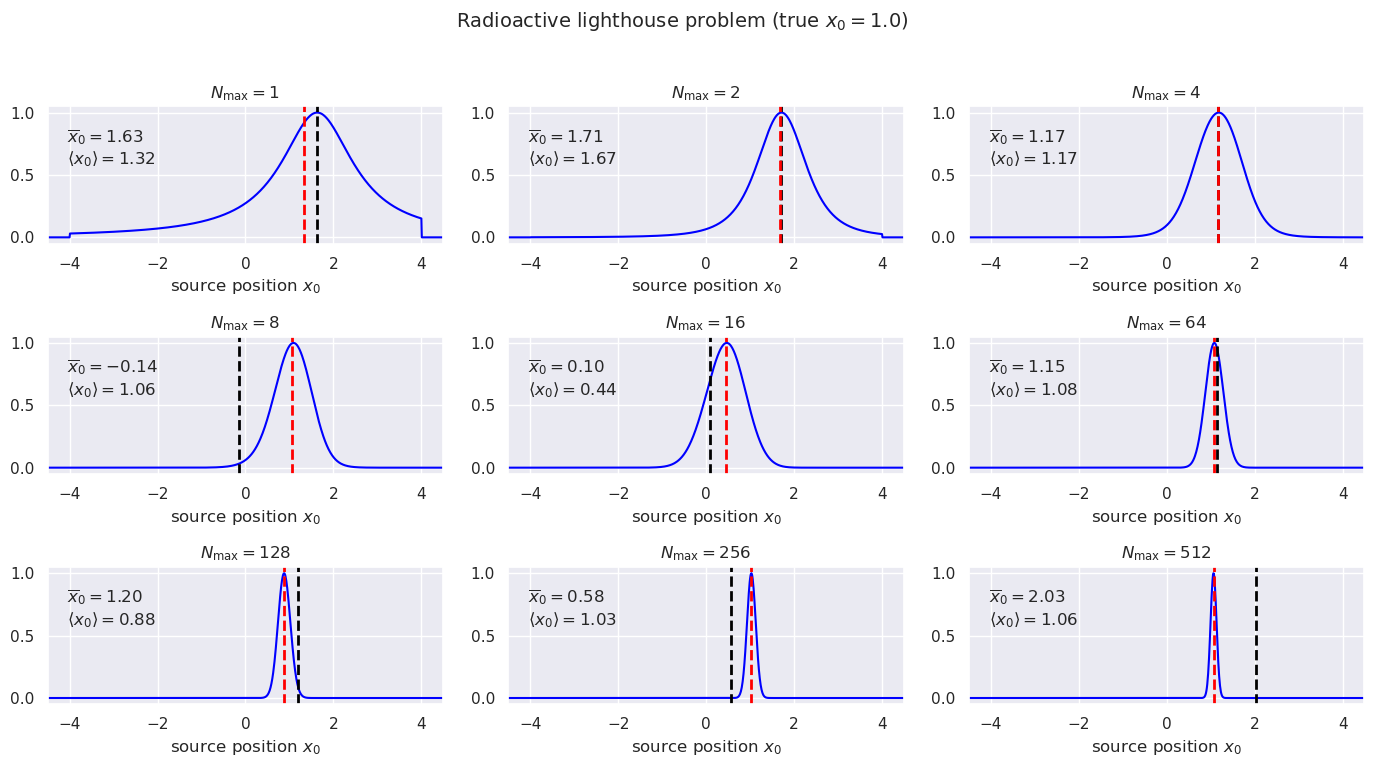 Radioactive lighthouse problem (true x₀ = 1.0)
N_max = 1
1.0
0.5
0.0
x̅₀ = 1.63
⟨x₀⟩ = 1.32
−4 −2 0 2 4
source position x₀
N_max = 2
1.0
0.5
0.0
x̅₀ = 1.71
⟨x₀⟩ = 1.67
−4 −2 0 2 4
source position x₀
N_max = 4
1.0
0.5
0.0
x̅₀ = 1.17
⟨x₀⟩ = 1.17
−4 −2 0 2 4
source position x₀
N_max = 8
1.0
0.5
0.0
x̅₀ = −0.14
⟨x₀⟩ = 1.06
−4 −2 0 2 4
source position x₀
N_max = 16
1.0
0.5
0.0
x̅₀ = 0.10
⟨x₀⟩ = 0.44
−4 −2 0 2 4
source position x₀
N_max = 64
1.0
0.5
0.0
x̅₀ = 1.15
⟨x₀⟩ = 1.08
−4 −2 0 2 4
source position x₀
N_max = 128
1.0
0.5
0.0
x̅₀ = 1.20
⟨x₀⟩ = 0.88
−4 −2 0 2 4
source position x₀
N_max = 256
1.0
0.5
0.0
x̅₀ = 0.58
⟨x₀⟩ = 1.03
−4 −2 0 2 4
source position x₀
N_max = 512
1.0
0.5
0.0
x̅₀ = 2.03
⟨x₀⟩ = 1.06
−4 −2 0 2 4
source position x₀